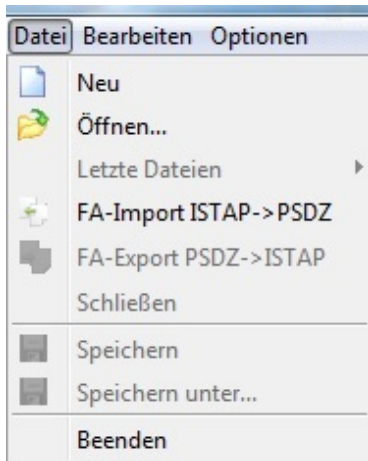 Datei Bearbeiten Optionen
Neu
Öffnen...
Letzte Dateien
FA-Import ISTAP->PSDZ
FA-Export PSDZ->ISTAP
Schließen
Speichern
Speichern unter...
Beenden